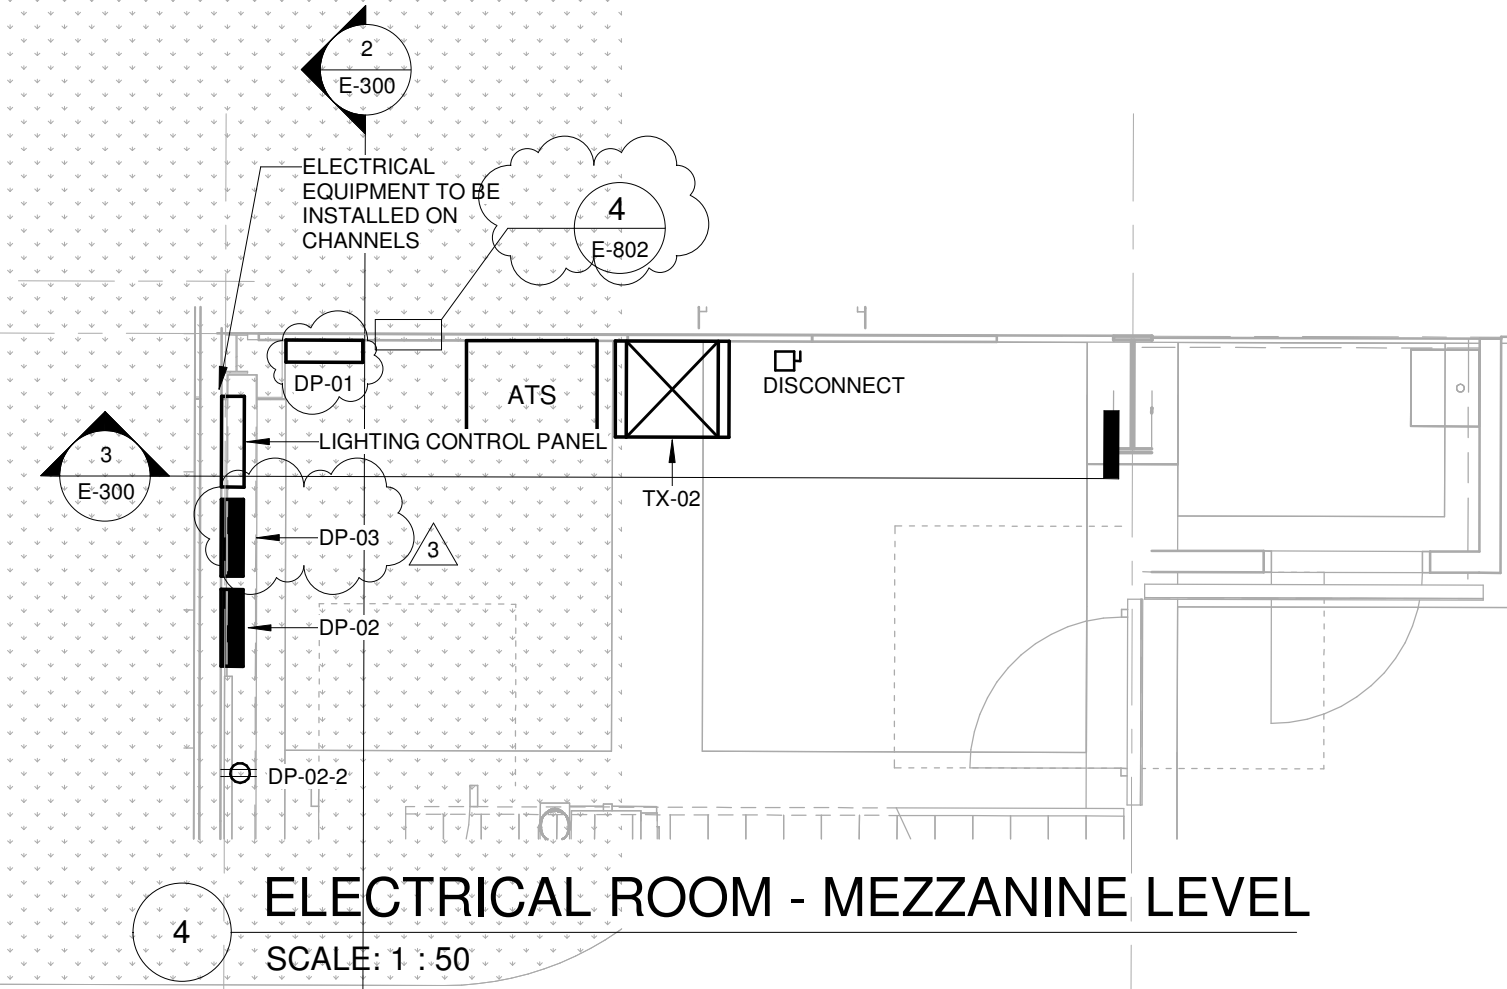 2
E-300
ELECTRICAL
EQUIPMENT TO BE
INSTALLED ON
CHANNELS
4
E-802
DP-01
ATS
DISCONNECT
LIGHTING CONTROL PANEL
3
E-300
TX-02
DP-03
3
DP-02
DP-02-2
4
ELECTRICAL ROOM - MEZZANINE LEVEL
SCALE: 1 : 50